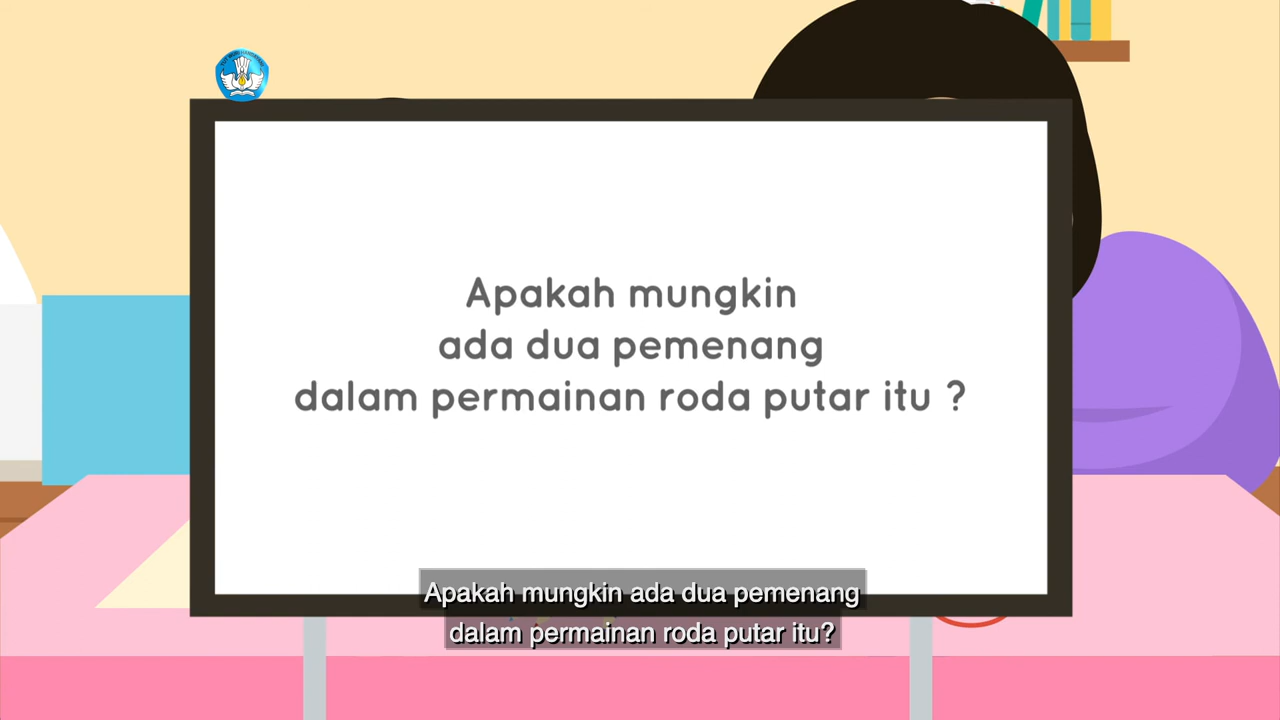 Apakah mungkin
ada dua pemenang
dalam permainan roda putar itu ?
Apakah mungkin ada dua pemenang
dalam permainan roda putar itu?